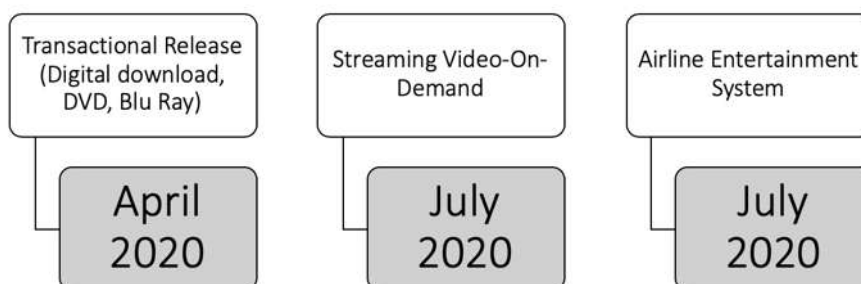 Transactional Release
(Digital download,
DVD, Blu Ray)
April
2020
Streaming Video-On-
Demand
July
2020
Airline Entertainment
System
July
2020